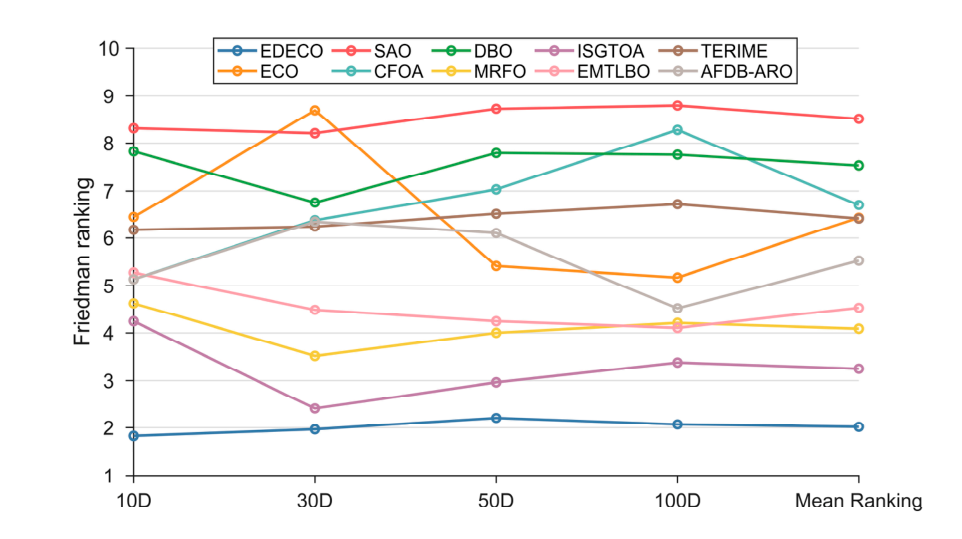 EDECO SAO DBO ISGTOA TERIME
ECO CFOA MRFO EMTLBO AFDB-ARO
10
9
8
7
6
5
4
3
2
1
Friedman ranking
10D 30D 50D 100D Mean Ranking